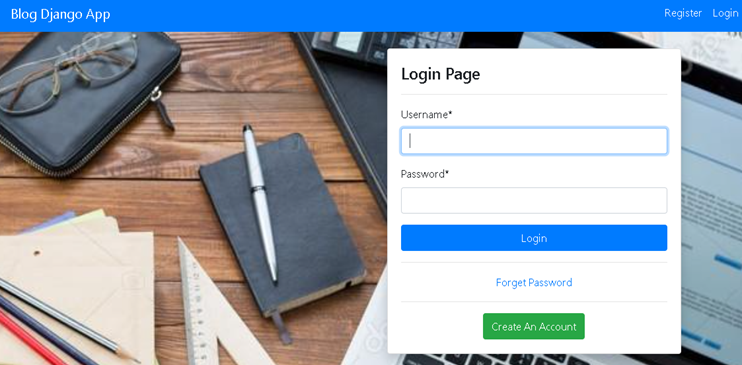 Blog Django App
Register Login
Login Page
Username*
Password*
Login
Forget Password
Create An Account